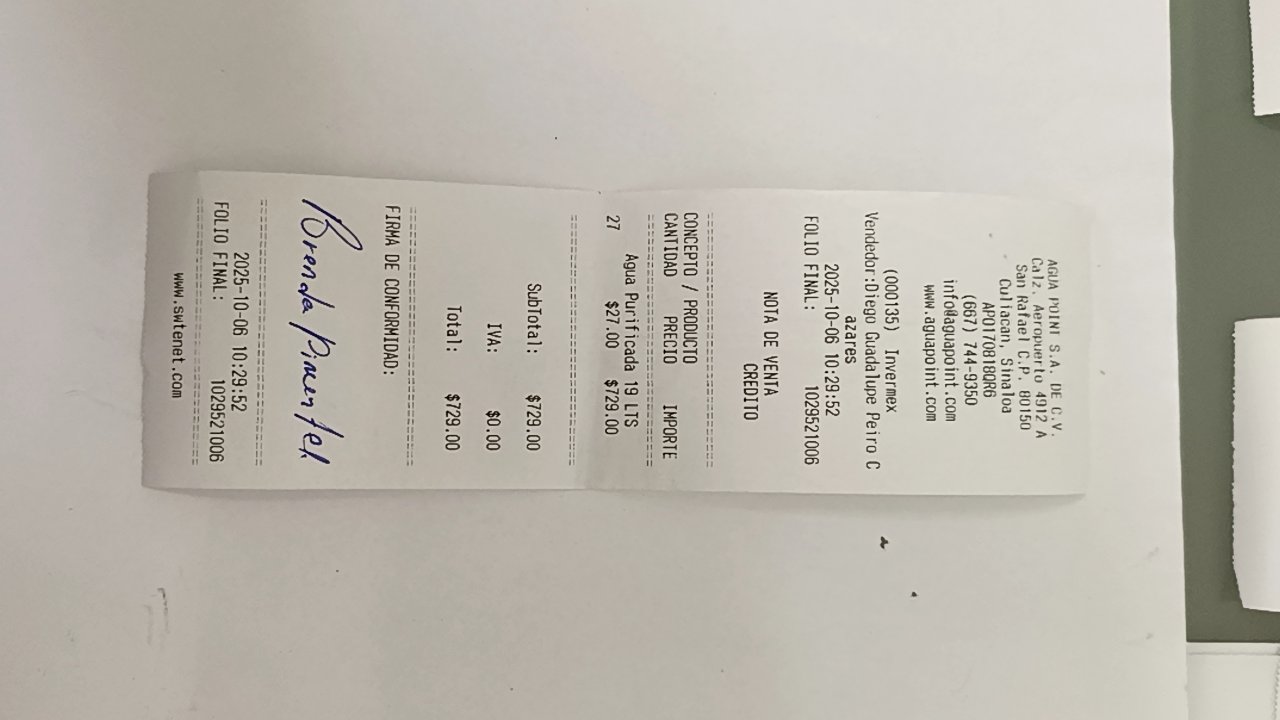 AGUA POINT S.A. DE C.V.
Calz. Aeropuerto 4912 A
San Rafael C.P. 80150
Culiacan, Sinaloa
APO170818QR6
(667) 744-9350
info@aguapoint.com
www.aguapoint.com
(000135) Invermex
Vendedor:Diego Guadalupe Peiro C
azares
2025-10-06 10:29:52
FOLIO FINAL: 1029521006
NOTA DE VENTA
CREDITO
CONCEPTO / PRODUCTO
CANTIDAD PRECIO IMPORTE
Agua Purificada 19 LTS
27 $27.00 $729.00
SubTotal: $729.00
IVA: $0.00
Total: $729.00
FIRMA DE CONFORMIDAD:
Brenda Pimentel
2025-10-06 10:29:52
FOLIO FINAL: 1029521006
www.swtenet.com